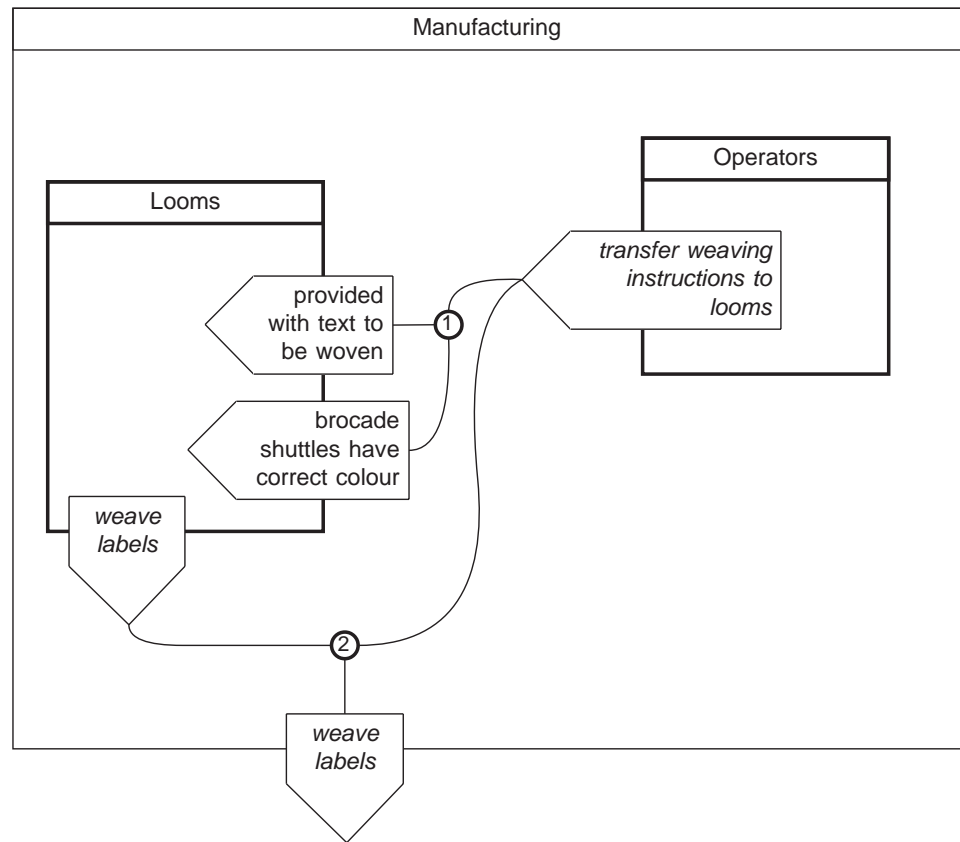 Manufacturing
Operators
Looms
transfer weaving
instructions to
looms
provided
with text to
be woven
1
brocade
shuttles have
correct colour
weave
labels
2
weave
labels